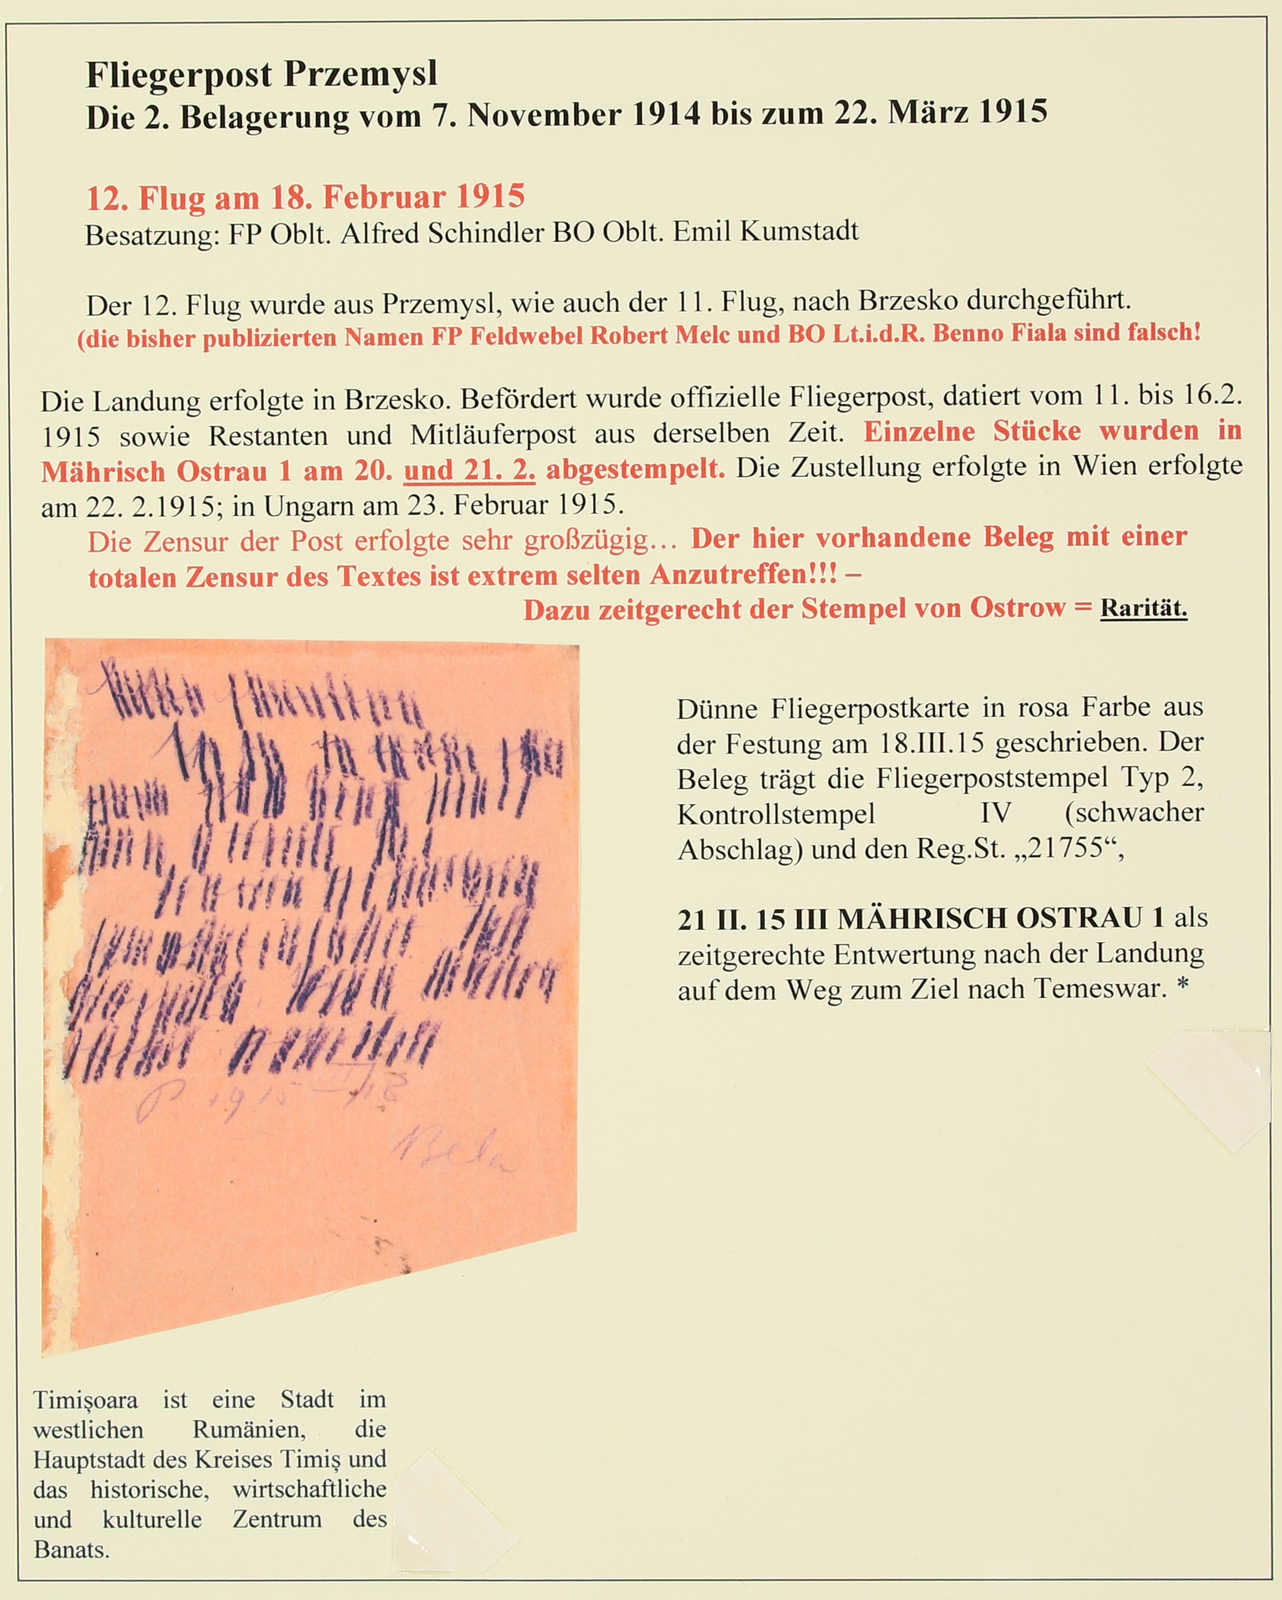 Fliegerpost Przemysl
Die 2. Belagerung vom 7. November 1914 bis zum 22. März 1915
12. Flug am 18. Februar 1915
Besatzung: FP Oblt. Alfred Schindler BO Oblt. Emil Kumstadt
Der 12. Flug wurde aus Przemysl, wie auch der 11. Flug, nach Brzesko durchgeführt.
(die bisher publizierten Namen FP Feldwebel Robert Melc und BO Lt.i.d.R. Benno Fiala sind falsch!
Die Landung erfolgte in Brzesko. Befördert wurde offizielle Fliegerpost, datiert vom 11. bis 16.2.
1915 sowie Restanten und Mitläuferpost aus derselben Zeit. Einzelne Stücke wurden in
Mährisch Ostrau 1 am 20. und 21. 2. abgestempelt. Die Zustellung erfolgte in Wien erfolgte
am 22. 2.1915; in Ungarn am 23. Februar 1915.
Die Zensur der Post erfolgte sehr großzügig… Der hier vorhandene Beleg mit einer
totalen Zensur des Textes ist extrem selten Anzutreffen!!! –
Dazu zeitgerecht der Stempel von Ostrow = Rarität.
Dünne Fliegerpostkarte in rosa Farbe aus
der Festung am 18.III.15 geschrieben. Der
Beleg trägt die Fliegerpoststempel Typ 2,
Kontrollstempel IV (schwacher
Abschlag) und den Reg.St. „21755“,
21 II. 15 III MÄHRISCH OSTRAU 1 als
zeitgerechte Entwertung nach der Landung
auf dem Weg zum Ziel nach Temeswar. *
P. 1915 II/18
Bela
Timișoara ist eine Stadt im
westlichen Rumänien, die
Hauptstadt des Kreises Timiș und
das historische, wirtschaftliche
und kulturelle Zentrum des
Banats.